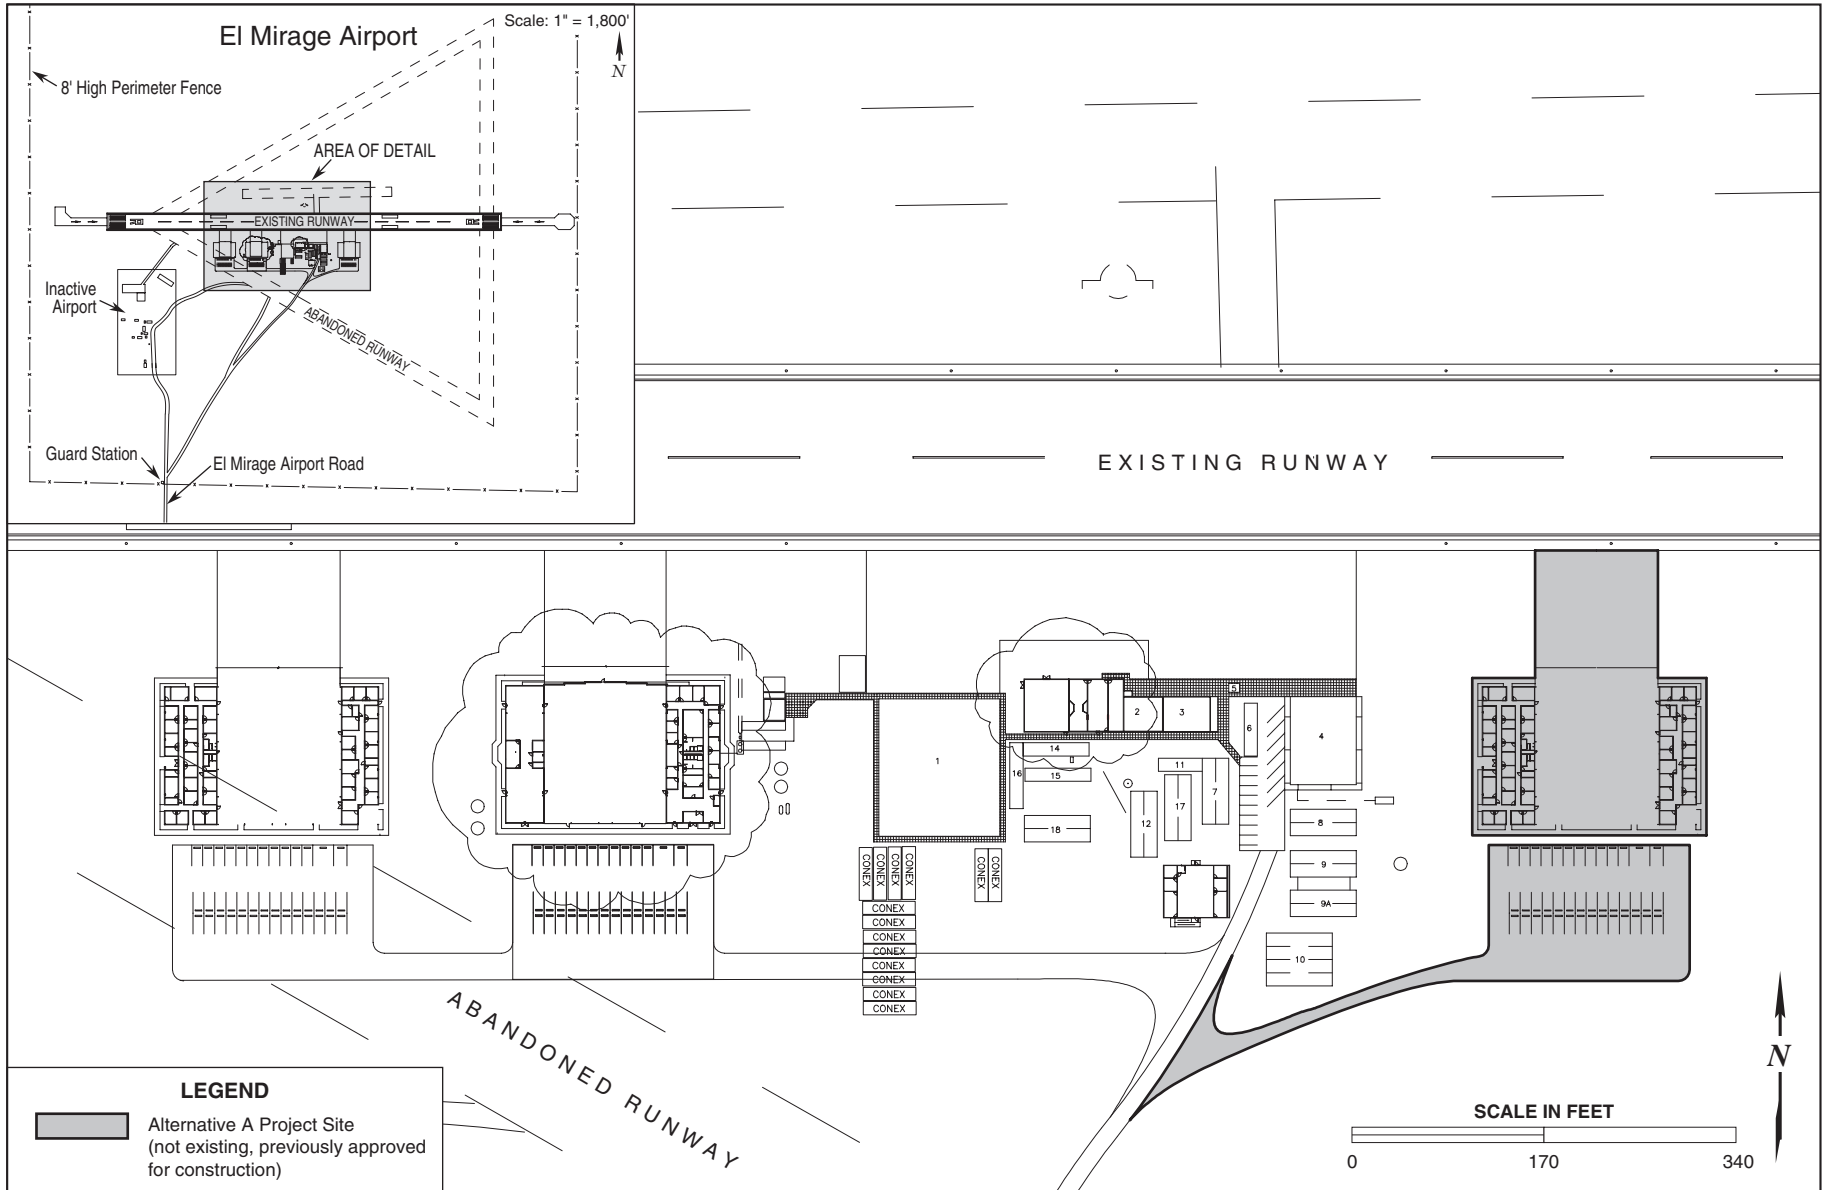 El Mirage Airport
Scale: 1" = 1,800'
N
8' High Perimeter Fence
AREA OF DETAIL
EXISTING RUNWAY
Inactive
Airport
ABANDONED RUNWAY
Guard Station
El Mirage Airport Road
EXISTING RUNWAY
5
2
3
6
4
1
14
16
15
11
7
17
12
18
8
9
9A
10
CONEX
CONEX
CONEX
CONEX
CONEX
CONEX
CONEX
CONEX
CONEX
CONEX
CONEX
CONEX
CONEX
CONEX
ABANDONED RUNWAY
N
LEGEND
Alternative A Project Site
(not existing, previously approved
for construction)
SCALE IN FEET
0 170 340